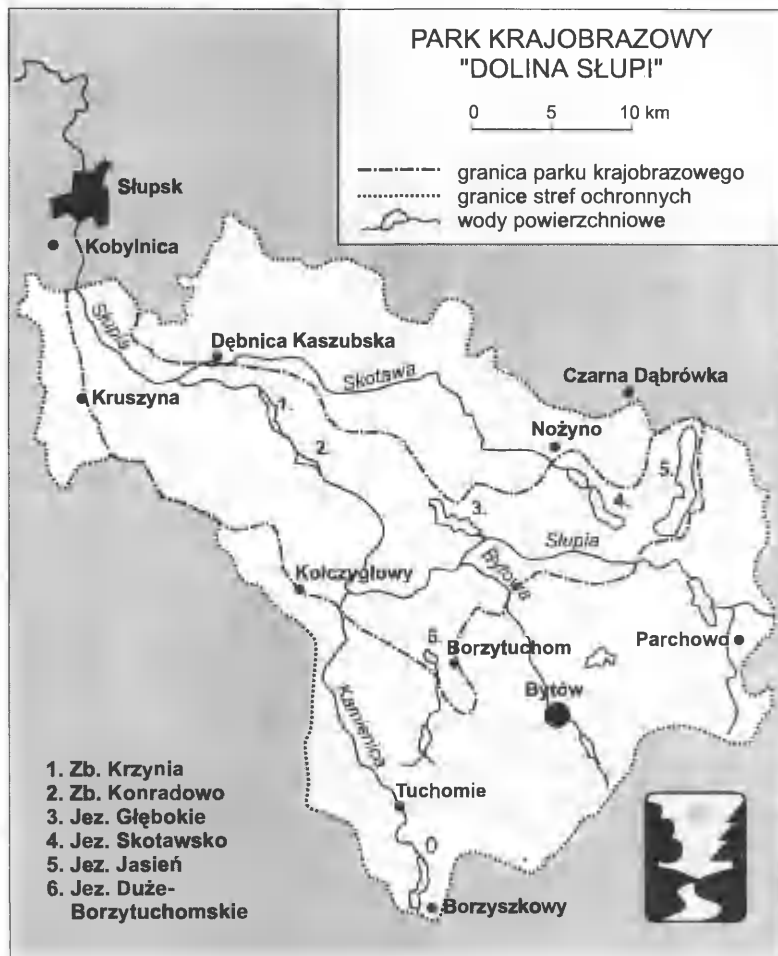 PARK KRAJOBRAZOWY
"DOLINA SŁUPI"
0 5 10 km
granica parku krajobrazowego
granice stref ochronnych
wody powierzchniowe
Słupsk
Kobylnica
Słupia
Dębnica Kaszubska
Skotawa
Czarna Dąbrówka
Kruszyna
1.
Nożyno
2.
5.
4.
3.
Słupia
Bytowa
Kołczygłowy
Parchowo
6.
Borzytuchom
Bytów
Kamienica
Tuchomie
Borzyszkowy
1. Zb. Krzynia
2. Zb. Konradowo
3. Jez. Głębokie
4. Jez. Skotawsko
5. Jez. Jasień
6. Jez. Duże-
Borzytuchomskie